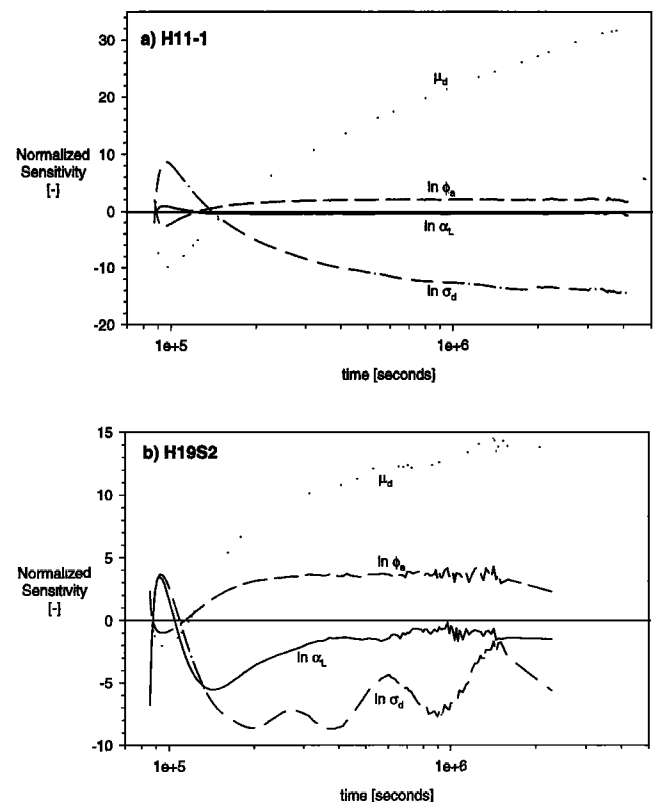 a) H11-1
30
20
10
0
-10
-20
Normalized
Sensitivity
[-]
μd
ln ϕa
ln αL
ln σd
1e+5
1e+6
time [seconds]
b) H19S2
15
10
5
0
-5
-10
Normalized
Sensitivity
[-]
μd
ln ϕa
ln αL
ln σd
1e+5
1e+6
time [seconds]